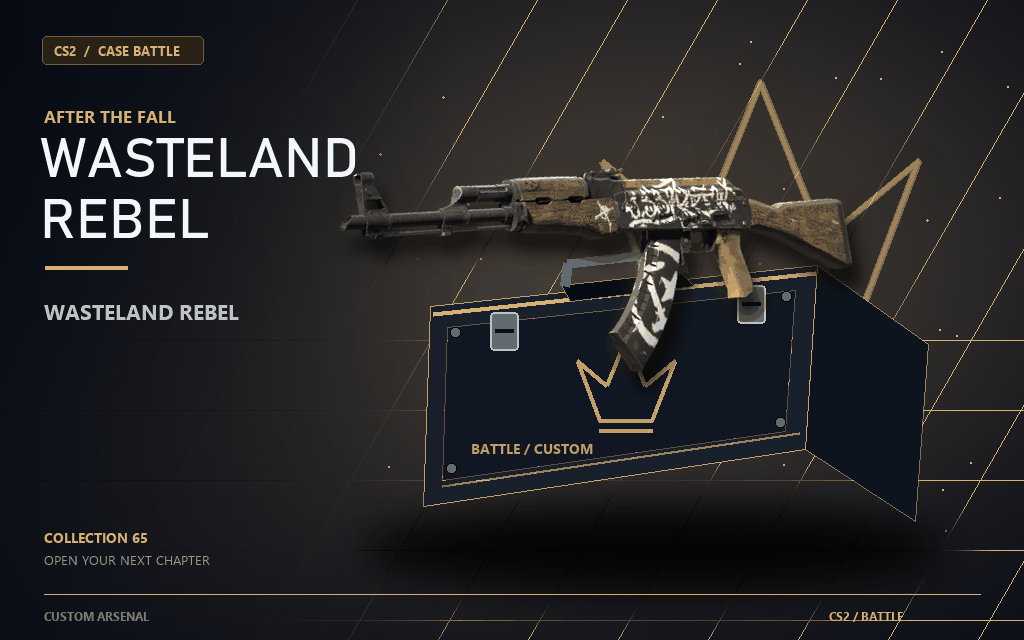 CS2 / CASE BATTLE
AFTER THE FALL
WASTELAND
REBEL
WASTELAND REBEL
BATTLE / CUSTOM
COLLECTION 65
OPEN YOUR NEXT CHAPTER
CUSTOM ARSENAL
CS2 / BATTLE